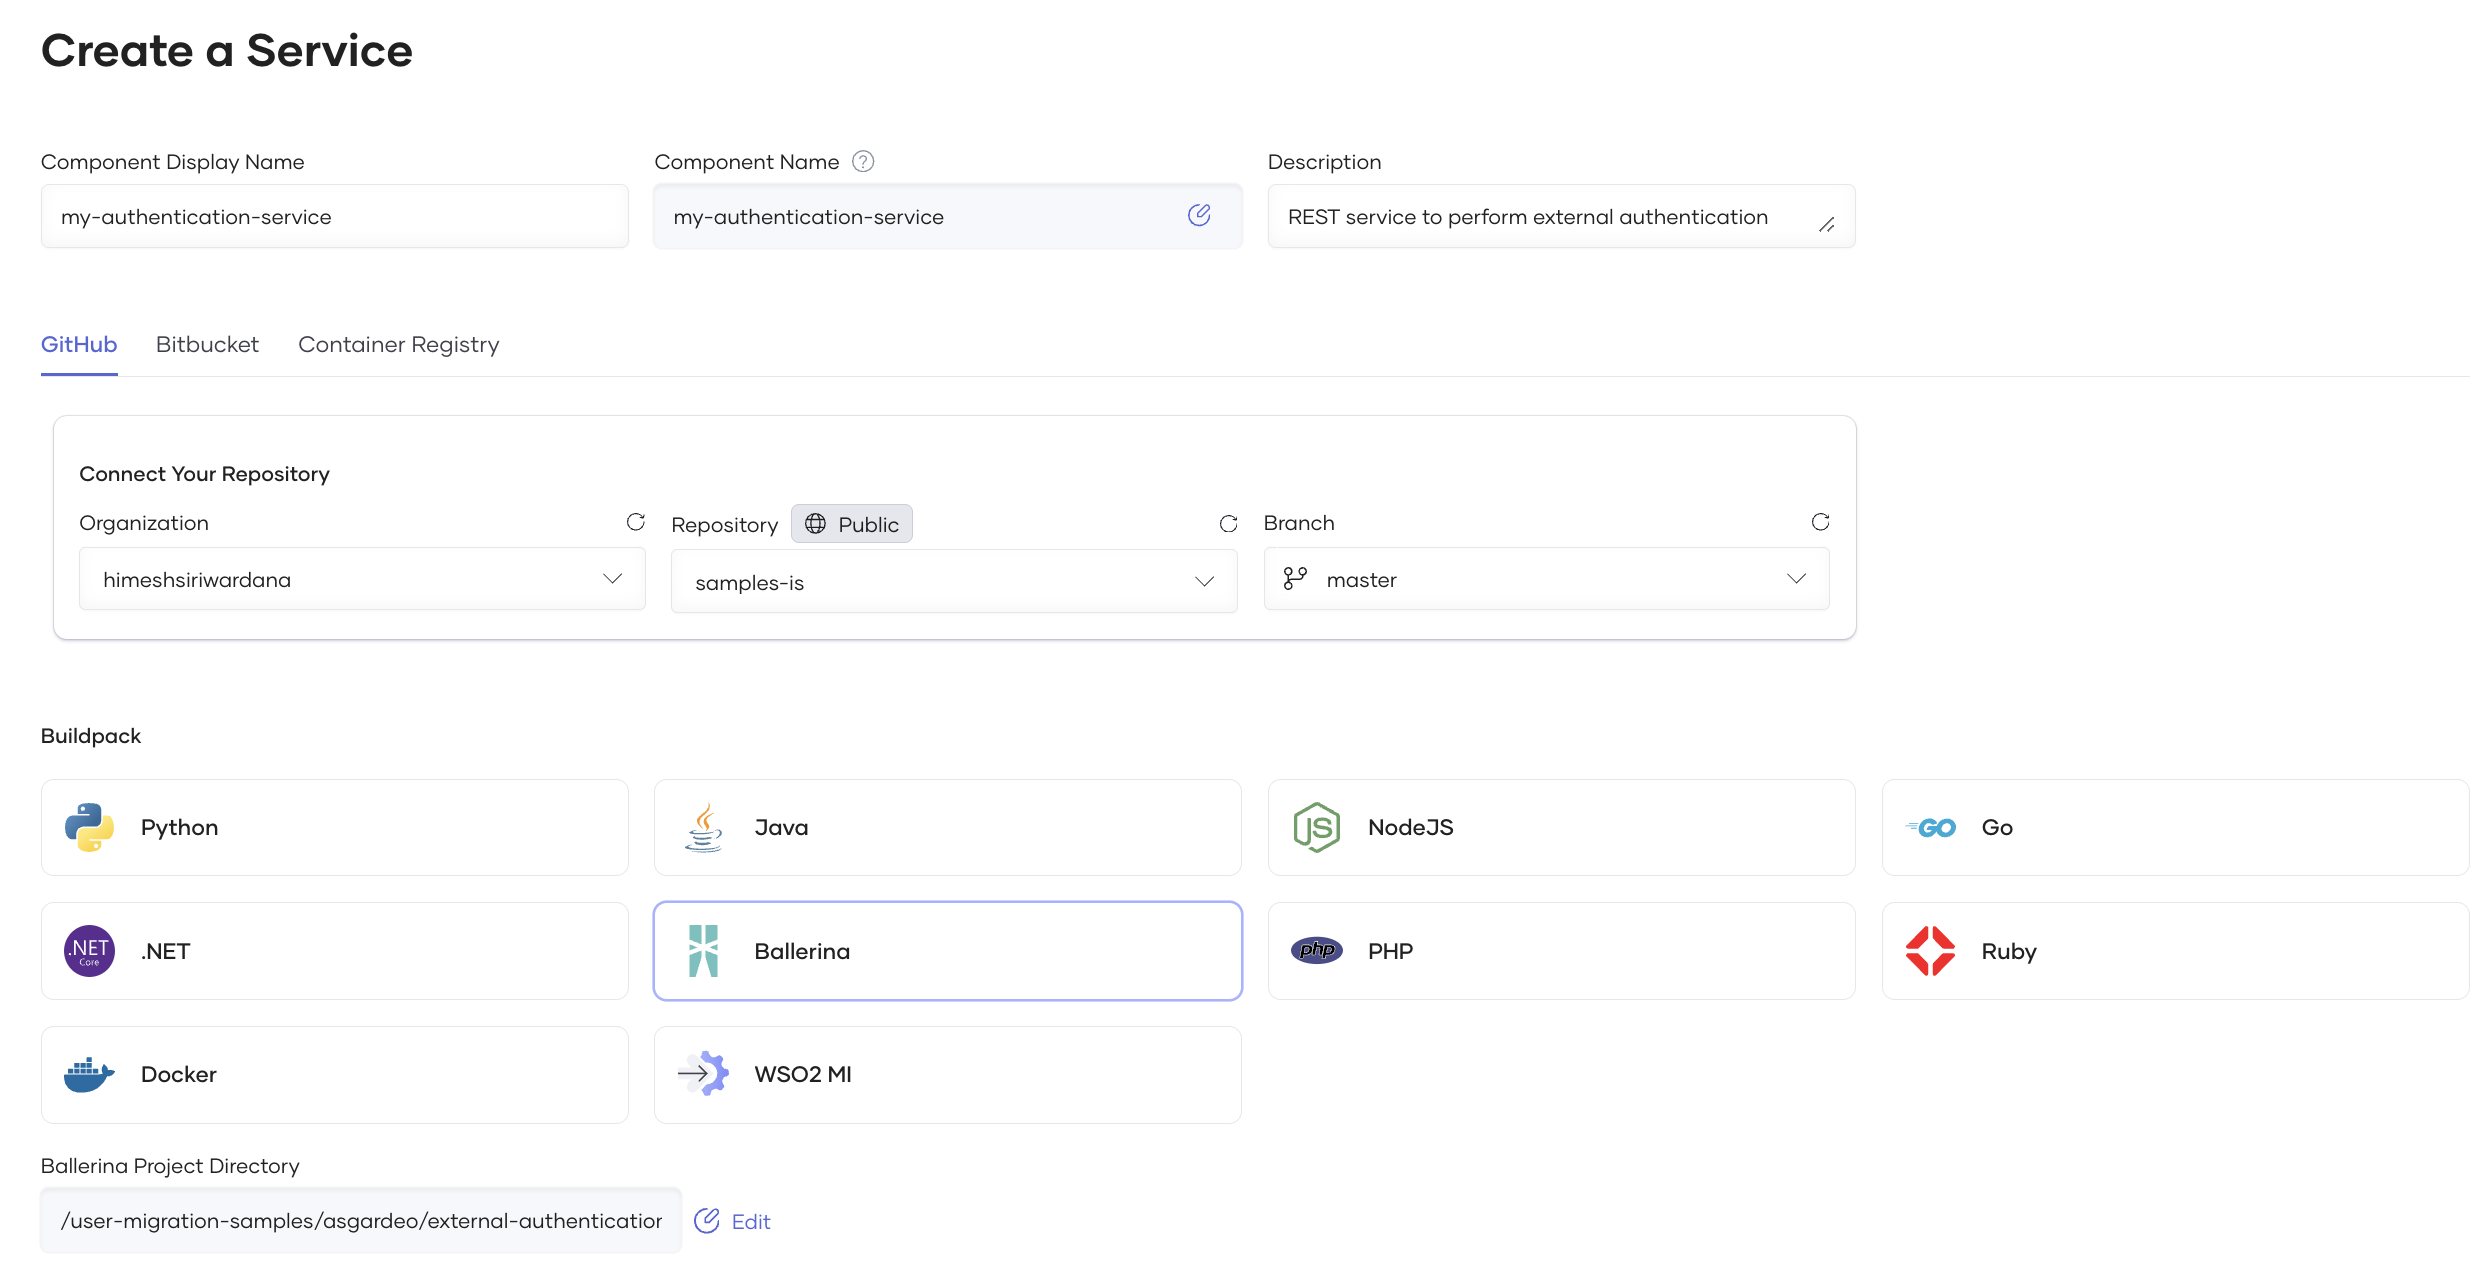 Create a Service
Component Display Name
Component Name ?
Description
my-authentication-service
my-authentication-service
REST service to perform external authentication
GitHub
Bitbucket
Container Registry
Connect Your Repository
Organization
Repository
Public
Branch
himeshsiriwardana
samples-is
master
Buildpack
Python
Java
JS
NodeJS
GO
Go
.NET
Core
.NET
Ballerina
php
PHP
Ruby
Docker
WSO2 MI
Ballerina Project Directory
/user-migration-samples/asgardeo/external-authentication
Edit